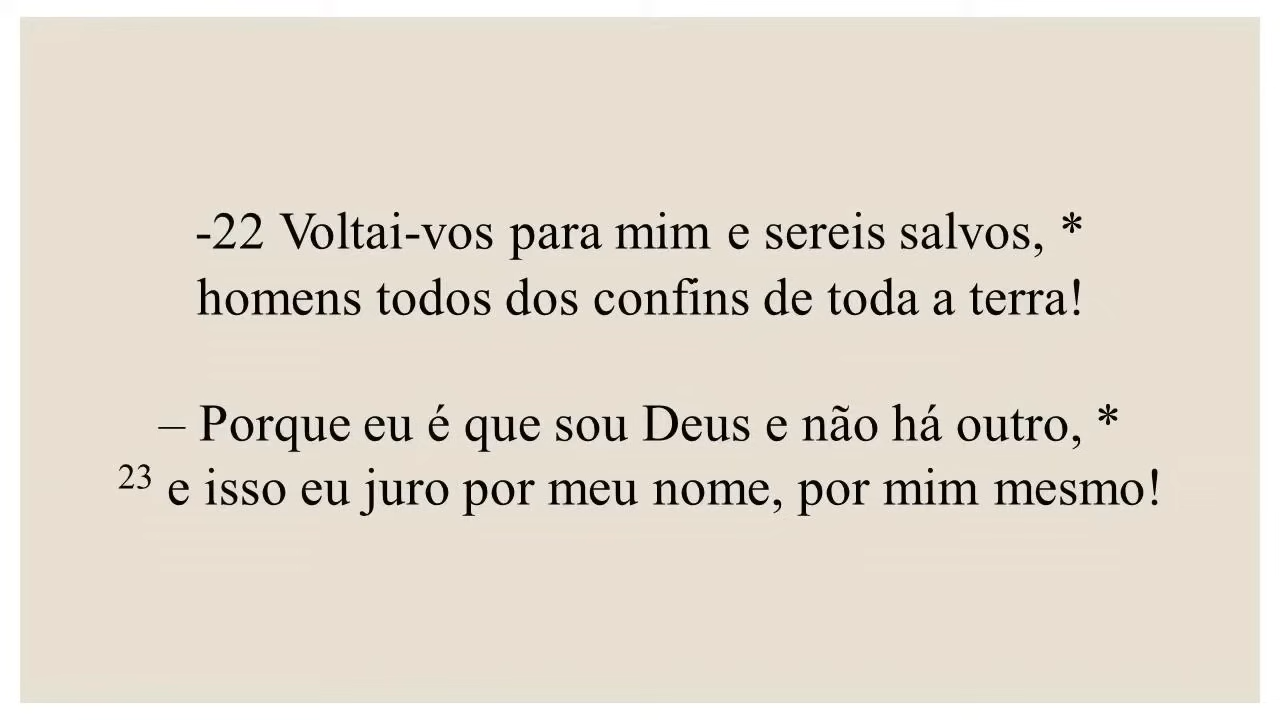 -22 Voltai-vos para mim e sereis salvos, *
homens todos dos confins de toda a terra!
– Porque eu é que sou Deus e não há outro, *
23 e isso eu juro por meu nome, por mim mesmo!